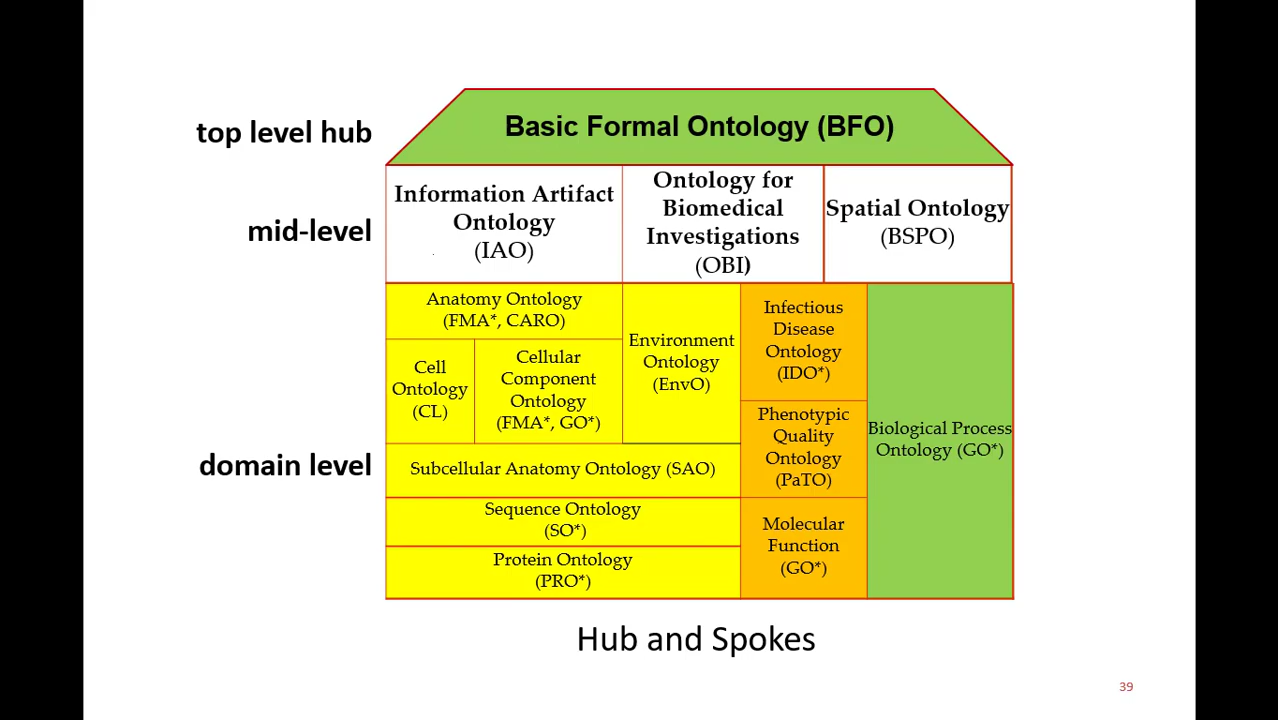 top level hub
Basic Formal Ontology (BFO)
mid-level
Information Artifact
Ontology
(IAO)
Ontology for
Biomedical
Investigations
(OBI)
Spatial Ontology
(BSPO)
domain level
Anatomy Ontology
(FMA*, CARO)
Cell
Ontology
(CL)
Cellular
Component
Ontology
(FMA*, GO*)
Environment
Ontology
(EnvO)
Subcellular Anatomy Ontology (SAO)
Sequence Ontology
(SO*)
Protein Ontology
(PRO*)
Infectious
Disease
Ontology
(IDO*)
Phenotypic
Quality
Ontology
(PaTO)
Molecular
Function
(GO*)
Biological Process
Ontology (GO*)
Hub and Spokes
39